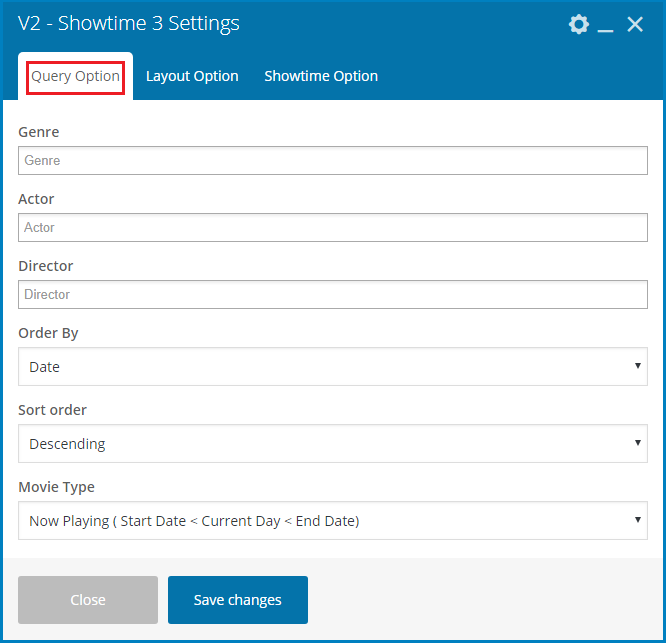 V2 - Showtime 3 Settings
Query Option Layout Option Showtime Option
Genre
Genre
Actor
Actor
Director
Director
Order By
Date
Sort order
Descending
Movie Type
Now Playing ( Start Date < Current Day < End Date)
Close Save changes